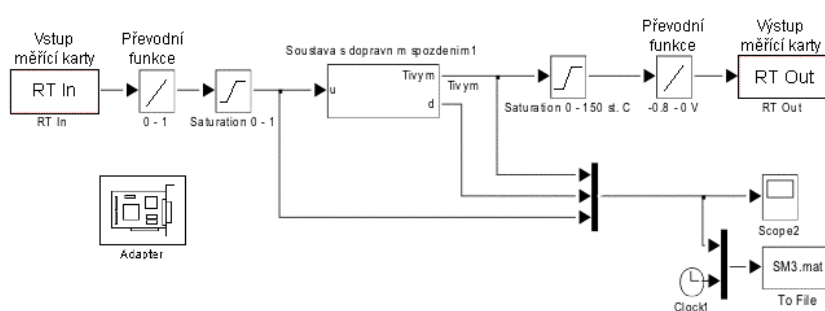 Vstup
měřící karty
RT In
RT In
Převodní
funkce
0 - 1
Saturation 0 - 1
Soustava s dopravn m spozdenim1
u
Tivym
d
Tivym
Saturation 0 - 150 st. C
Převodní
funkce
-0.8 - 0 V
Výstup
měřící karty
RT Out
RT Out
Adapter
Scope2
Clock1
SM3.mat
To File